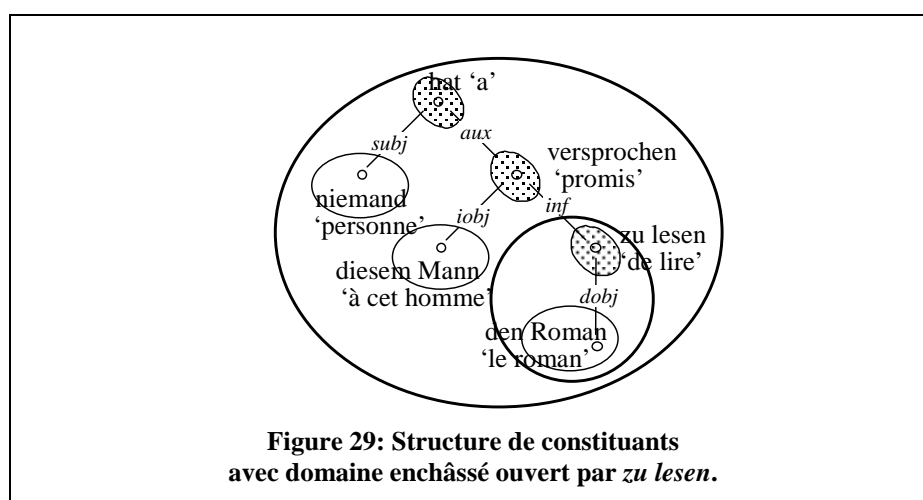 hat ‘a’
subj
aux
versprochen
‘promis’
niemand
‘personne’
iobj
inf
zu lesen
‘de lire’
diesem Mann
‘à cet homme’
dobj
den Roman
‘le roman’
Figure 29: Structure de constituants
avec domaine enchâssé ouvert par zu lesen.